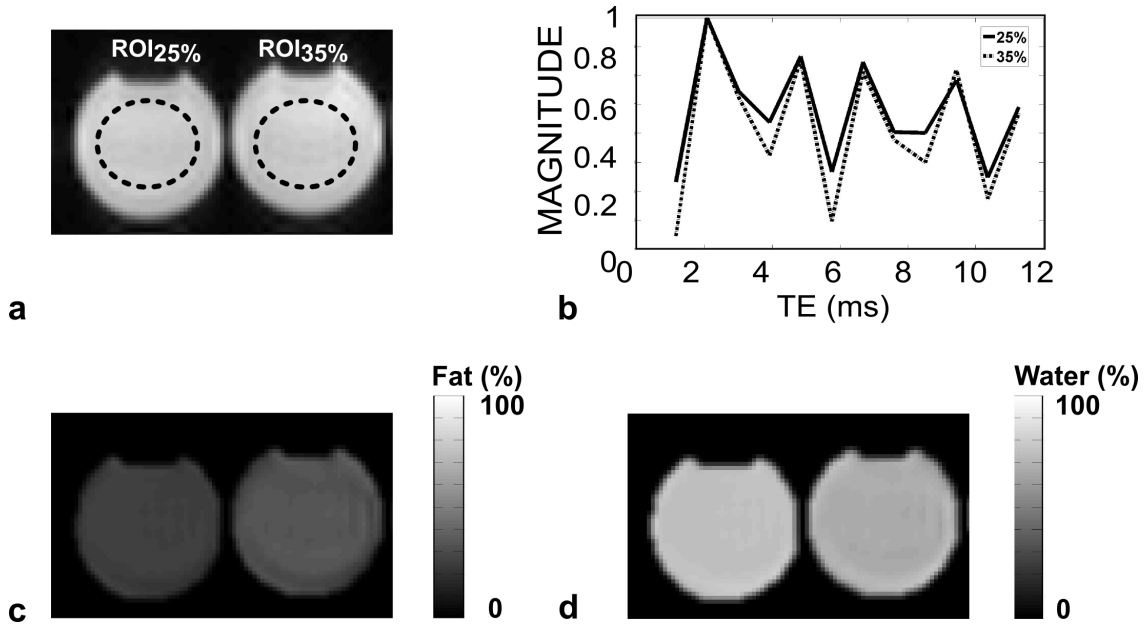 ROI25% ROI35%
a
MAGNITUDE
1
0.8
0.6
0.4
0.2
0
0 2 4 6 8 10 12
TE (ms)
25%
35%
b
Fat (%)
100
0
c
Water (%)
100
0
d